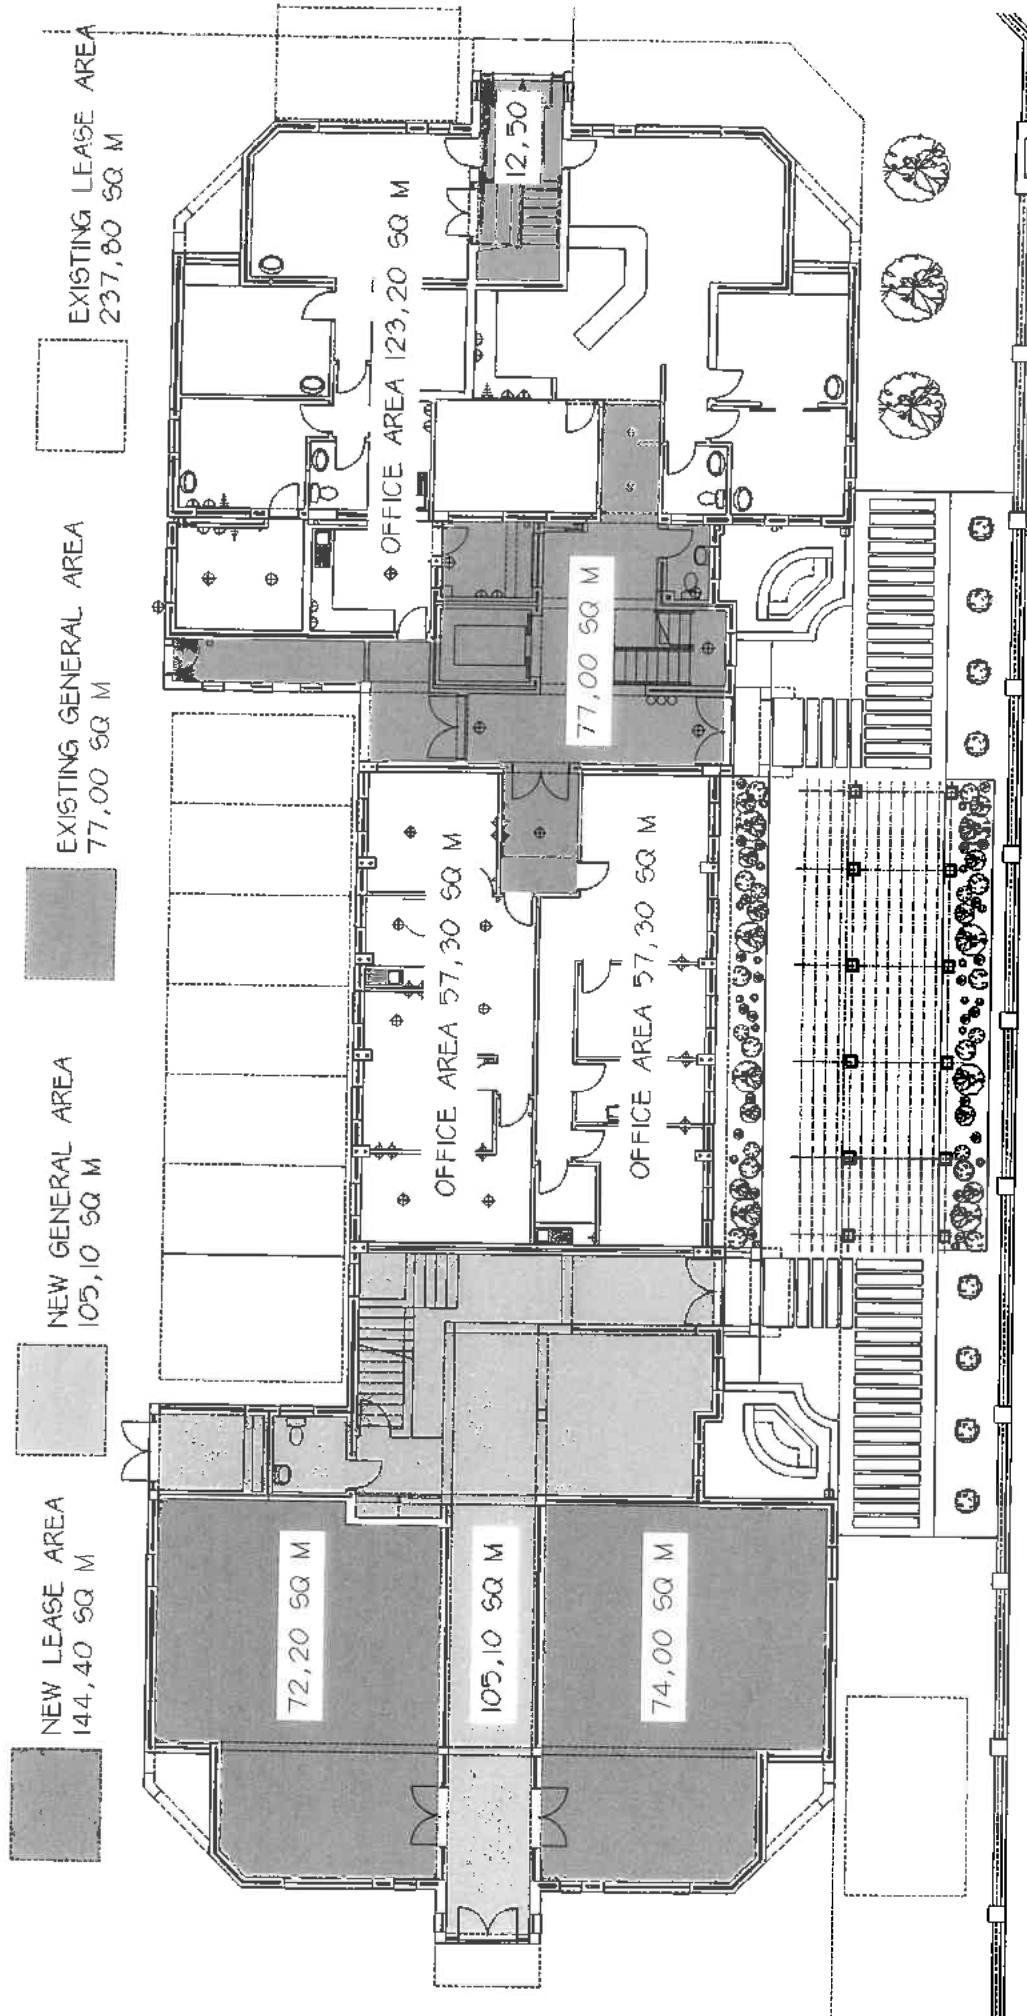 NEW LEASE AREA
144,40 SQ M
NEW GENERAL AREA
105,10 SQ M
EXISTING GENERAL AREA
77,00 SQ M
EXISTING LEASE AREA
237,80 SQ M
72,20 SQ M
105,10 SQ M
74,00 SQ M
OFFICE AREA 57,30 SQ M
OFFICE AREA 57,30 SQ M
77,00 SQ M
OFFICE AREA 123,20 SQ M
12,50